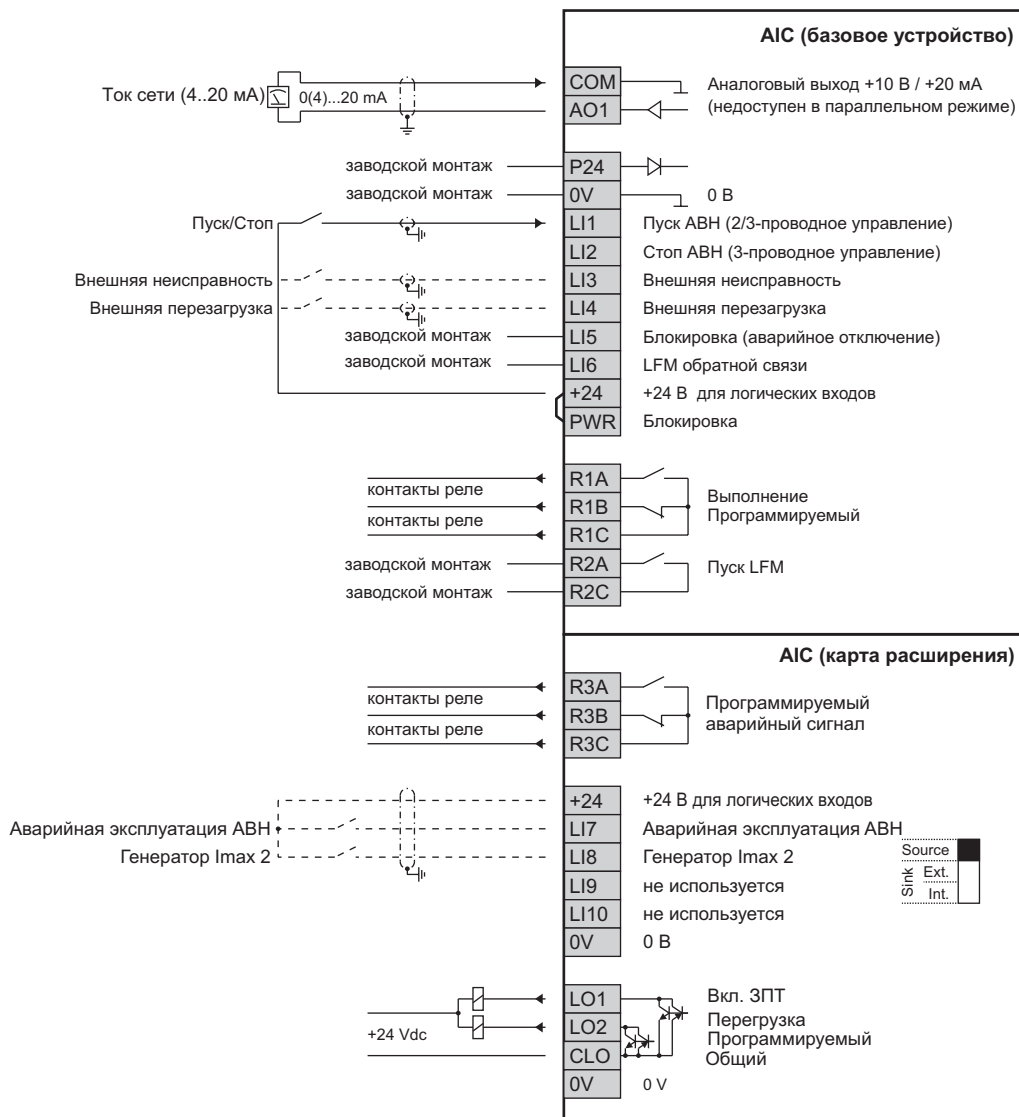 AIC (базовое устройство)
Ток сети (4..20 мА)
0(4)...20 mA
COM
AO1
Аналоговый выход +10 В / +20 мА
(недоступен в параллельном режиме)
заводской монтаж P24
заводской монтаж 0V 0 В
Пуск/Стоп LI1 Пуск АВН (2/3-проводное управление)
LI2 Стоп АВН (3-проводное управление)
Внешняя неисправность LI3 Внешняя неисправность
Внешняя перезагрузка LI4 Внешняя перезагрузка
заводской монтаж LI5 Блокировка (аварийное отключение)
заводской монтаж LI6 LFM обратной связи
+24 +24 В для логических входов
PWR Блокировка
контакты реле
контакты реле
R1A
R1B
R1C
Выполнение
Программируемый
заводской монтаж R2A
заводской монтаж R2C
Пуск LFM
AIC (карта расширения)
контакты реле
контакты реле
R3A
R3B
R3C
Программируемый
аварийный сигнал
+24 +24 В для логических входов
Аварийная эксплуатация АВН LI7 Аварийная эксплуатация АВН
Генератор Imax 2 LI8 Генератор Imax 2
LI9 не используется
LI10 не используется
0V 0 В
Source
Sink
Ext.
Int.
+24 Vdc
LO1
LO2
CLO
0V
Вкл. ЗПТ
Перегрузка
Программируемый
Общий
0 V